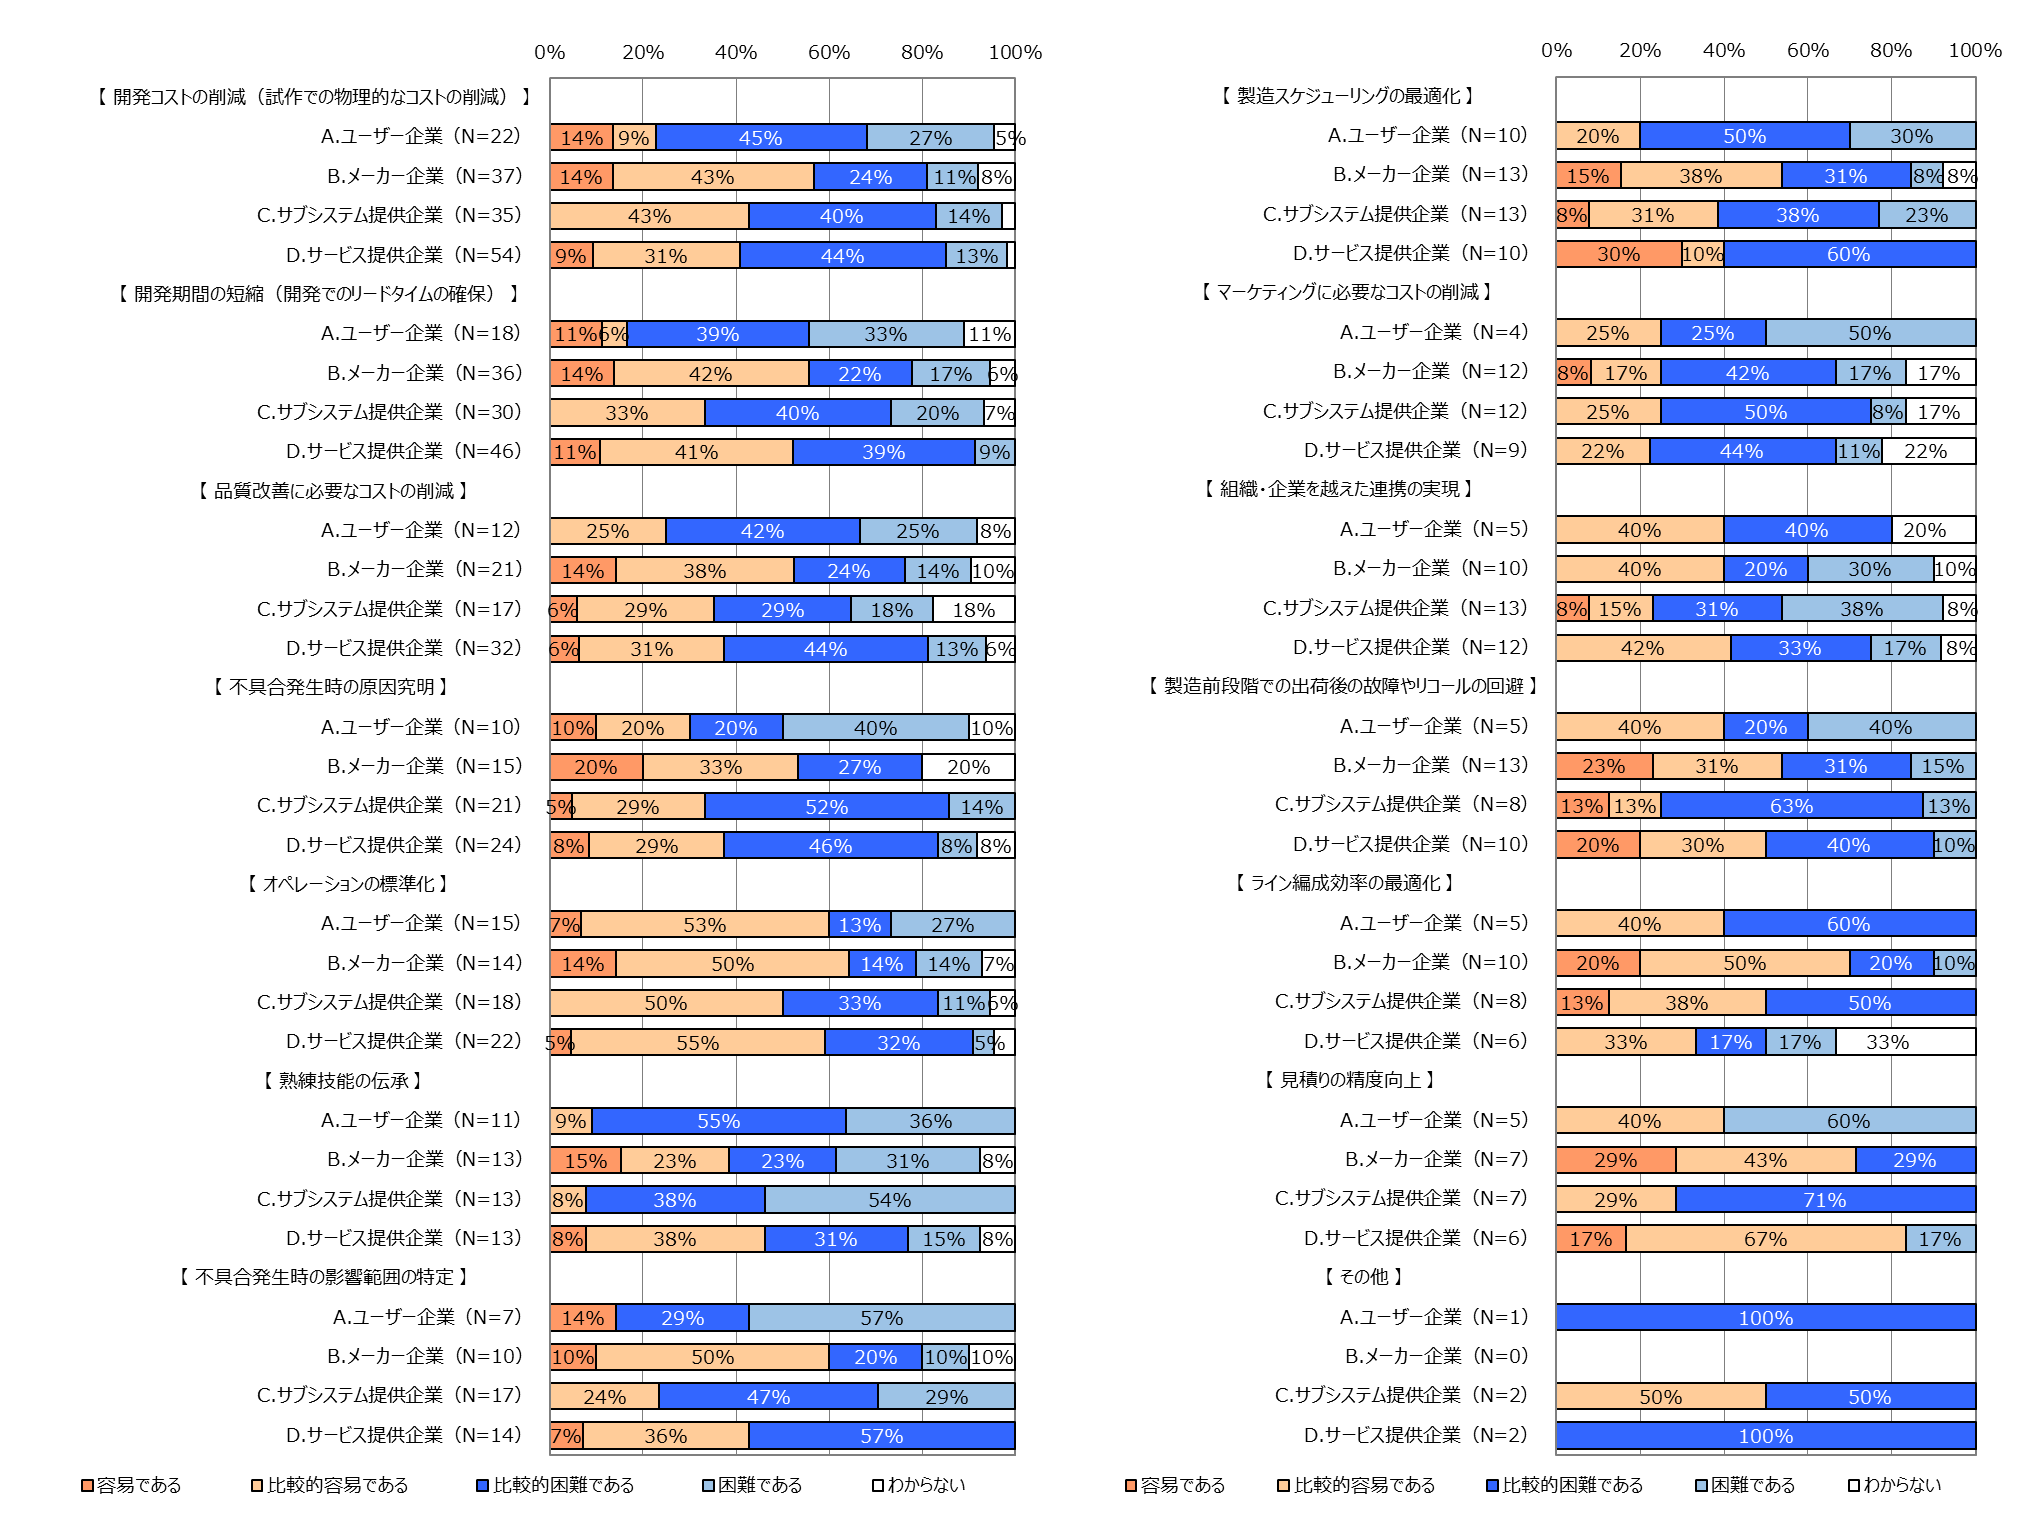 0% 20% 40% 60% 80% 100%
【 開発コストの削減（試作での物理的なコストの削減） 】
A.ユーザー企業（N=22） 14% 9% 45% 27% 5%
B.メーカー企業（N=37） 14% 43% 24% 11% 8%
C.サブシステム提供企業（N=35） 43% 40% 14%
D.サービス提供企業（N=54） 9% 31% 44% 13%
【 開発期間の短縮（開発でのリードタイムの確保） 】
A.ユーザー企業（N=18） 11% 6% 39% 33% 11%
B.メーカー企業（N=36） 14% 42% 22% 17% 6%
C.サブシステム提供企業（N=30） 33% 40% 20% 7%
D.サービス提供企業（N=46） 11% 41% 39% 9%
【 品質改善に必要なコストの削減 】
A.ユーザー企業（N=12） 25% 42% 25% 8%
B.メーカー企業（N=21） 14% 38% 24% 14% 10%
C.サブシステム提供企業（N=17） 6% 29% 29% 18% 18%
D.サービス提供企業（N=32） 6% 31% 44% 13% 6%
【 不具合発生時の原因究明 】
A.ユーザー企業（N=10） 10% 20% 20% 40% 10%
B.メーカー企業（N=15） 20% 33% 27% 20%
C.サブシステム提供企業（N=21） 5% 29% 52% 14%
D.サービス提供企業（N=24） 8% 29% 46% 8% 8%
【 オペレーションの標準化 】
A.ユーザー企業（N=15） 7% 53% 13% 27%
B.メーカー企業（N=14） 14% 50% 14% 14% 7%
C.サブシステム提供企業（N=18） 50% 33% 11% 6%
D.サービス提供企業（N=22） 5% 55% 32% 5%
【 熟練技能の伝承 】
A.ユーザー企業（N=11） 9% 55% 36%
B.メーカー企業（N=13） 15% 23% 23% 31% 8%
C.サブシステム提供企業（N=13） 8% 38% 54%
D.サービス提供企業（N=13） 8% 38% 31% 15% 8%
【 不具合発生時の影響範囲の特定 】
A.ユーザー企業（N=7） 14% 29% 57%
B.メーカー企業（N=10） 10% 50% 20% 10% 10%
C.サブシステム提供企業（N=17） 24% 47% 29%
D.サービス提供企業（N=14） 7% 36% 57%
容易である 比較的容易である 比較的困難である 困難である わからない
0% 20% 40% 60% 80% 100%
【 製造スケジューリングの最適化 】
A.ユーザー企業（N=10） 20% 50% 30%
B.メーカー企業（N=13） 15% 38% 31% 8% 8%
C.サブシステム提供企業（N=13） 8% 31% 38% 23%
D.サービス提供企業（N=10） 30% 10% 60%
【 マーケティングに必要なコストの削減 】
A.ユーザー企業（N=4） 25% 25% 50%
B.メーカー企業（N=12） 8% 17% 42% 17% 17%
C.サブシステム提供企業（N=12） 25% 50% 8% 17%
D.サービス提供企業（N=9） 22% 44% 11% 22%
【 組織・企業を越えた連携の実現 】
A.ユーザー企業（N=5） 40% 40% 20%
B.メーカー企業（N=10） 40% 20% 30% 10%
C.サブシステム提供企業（N=13） 8% 15% 31% 38% 8%
D.サービス提供企業（N=12） 42% 33% 17% 8%
【 製造前段階での出荷後の故障やリコールの回避 】
A.ユーザー企業（N=5） 40% 20% 40%
B.メーカー企業（N=13） 23% 31% 31% 15%
C.サブシステム提供企業（N=8） 13% 13% 63% 13%
D.サービス提供企業（N=10） 20% 30% 40% 10%
【 ライン編成効率の最適化 】
A.ユーザー企業（N=5） 40% 60%
B.メーカー企業（N=10） 20% 50% 20% 10%
C.サブシステム提供企業（N=8） 13% 38% 50%
D.サービス提供企業（N=6） 33% 17% 17% 33%
【 見積りの精度向上 】
A.ユーザー企業（N=5） 40% 60%
B.メーカー企業（N=7） 29% 43% 29%
C.サブシステム提供企業（N=7） 29% 71%
D.サービス提供企業（N=6） 17% 67% 17%
【 その他 】
A.ユーザー企業（N=1） 100%
B.メーカー企業（N=0）
C.サブシステム提供企業（N=2） 50% 50%
D.サービス提供企業（N=2） 100%
容易である 比較的容易である 比較的困難である 困難である わからない